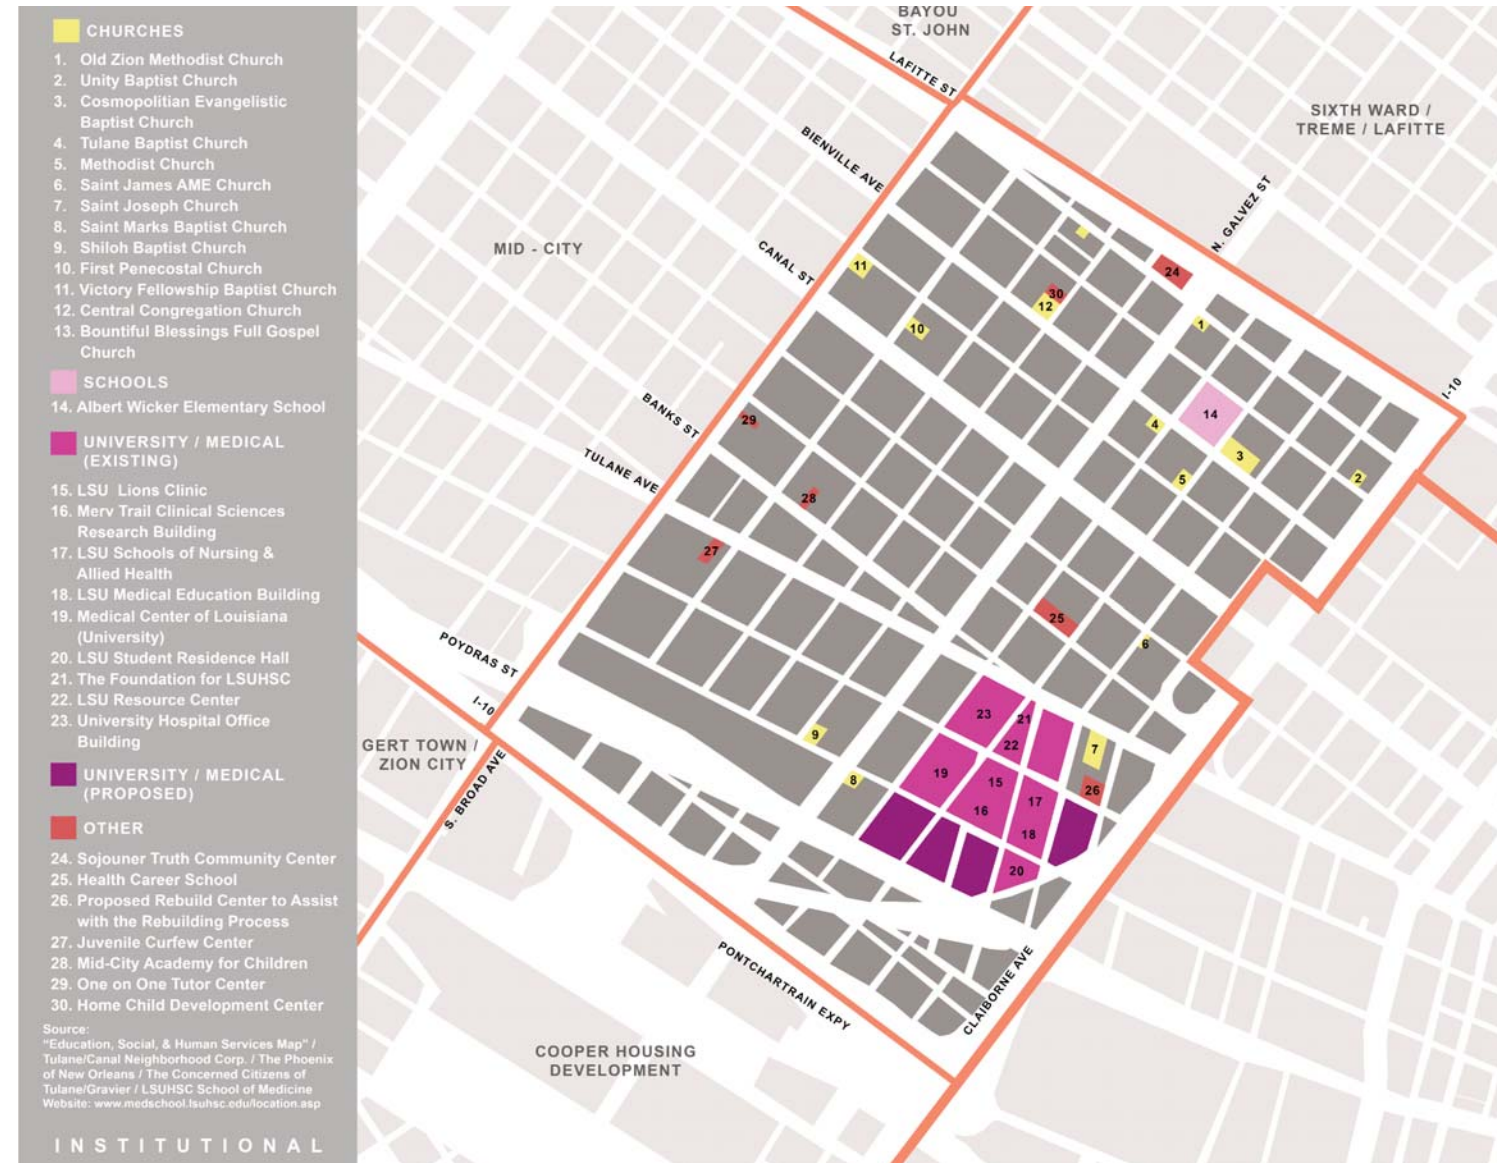 CHURCHES
1. Old Zion Methodist Church
2. Unity Baptist Church
3. Cosmopolitian Evangelistic
Baptist Church
4. Tulane Baptist Church
5. Methodist Church
6. Saint James AME Church
7. Saint Joseph Church
8. Saint Marks Baptist Church
9. Shiloh Baptist Church
10. First Penecostal Church
11. Victory Fellowship Baptist Church
12. Central Congregation Church
13. Bountiful Blessings Full Gospel
Church
SCHOOLS
14. Albert Wicker Elementary School
UNIVERSITY / MEDICAL
(EXISTING)
15. LSU Lions Clinic
16. Merv Trail Clinical Sciences
Research Building
17. LSU Schools of Nursing &
Allied Health
18. LSU Medical Education Building
19. Medical Center of Louisiana
(University)
20. LSU Student Residence Hall
21. The Foundation for LSUHSC
22. LSU Resource Center
23. University Hospital Office
Building
UNIVERSITY / MEDICAL
(PROPOSED)
OTHER
24. Sojouner Truth Community Center
25. Health Career School
26. Proposed Rebuild Center to Assist
with the Rebuilding Process
27. Juvenile Curfew Center
28. Mid-City Academy for Children
29. One on One Tutor Center
30. Home Child Development Center
Source:
“Education, Social, & Human Services Map” /
Tulane/Canal Neighborhood Corp. / The Phoenix
of New Orleans / The Concerned Citizens of
Tulane/Gravier / LSUHSC School of Medicine
Website: www.medschool.lsuhsc.edu/location.asp
INSTITUTIONAL
BAYOU
ST. JOHN
LAFITTE ST
SIXTH WARD /
TREME / LAFITTE
BIENVILLE AVE
N. GALVEZ ST
MID - CITY
CANAL ST
11
24
30
12
10
1
I-10
BANKS ST
29
14
4
3
5
2
TULANE AVE
28
27
25
6
POYDRAS ST
I-10
GERT TOWN /
ZION CITY
S. BROAD AVE
23
21
22
9
7
8
19
15
16
17
18
26
20
PONTCHARTRAIN EXPY
CLAIBORNE AVE
COOPER HOUSING
DEVELOPMENT